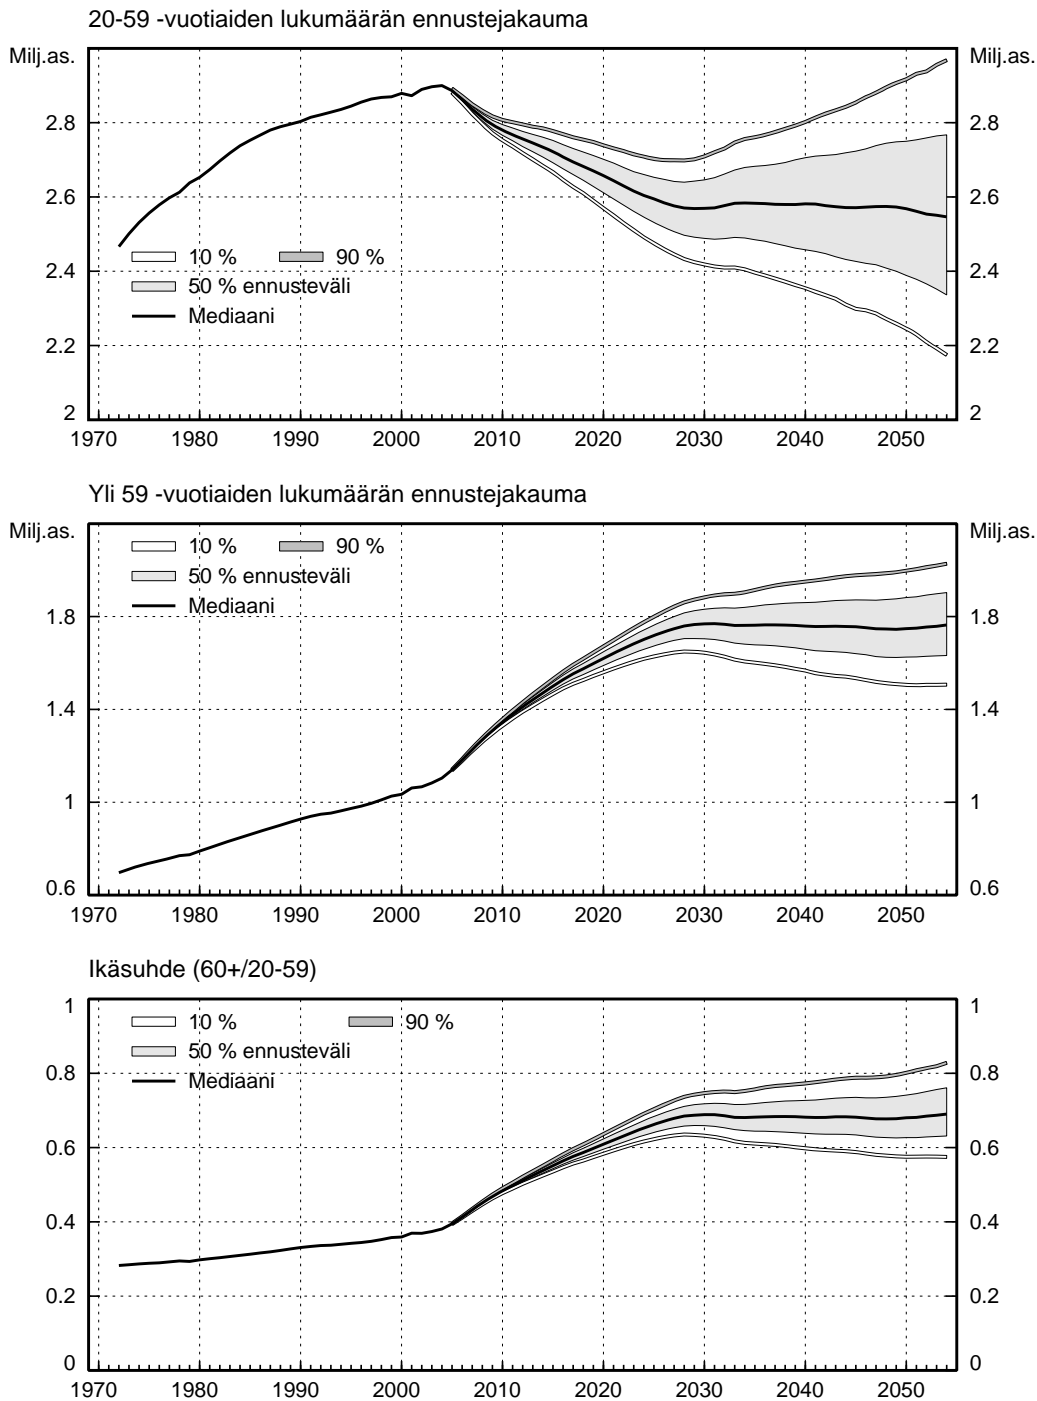 20-59 -vuotiaiden lukumäärän ennustejakauma
Milj.as. Milj.as.
2.8 2.8
2.6 2.6
10 % 90 %
2.4 2.4
50 % ennusteväli
Mediaani
2.2 2.2
2 2
1970 1980 1990 2000 2010 2020 2030 2040 2050
Yli 59 -vuotiaiden lukumäärän ennustejakauma
Milj.as. Milj.as.
10 % 90 %
50 % ennusteväli
Mediaani
1.8 1.8
1.4 1.4
1 1
0.6 0.6
1970 1980 1990 2000 2010 2020 2030 2040 2050
Ikäsuhde (60+/20-59)
1 1
10 % 90 %
50 % ennusteväli
0.8 0.8
Mediaani
0.6 0.6
0.4 0.4
0.2 0.2
0 0
1970 1980 1990 2000 2010 2020 2030 2040 2050